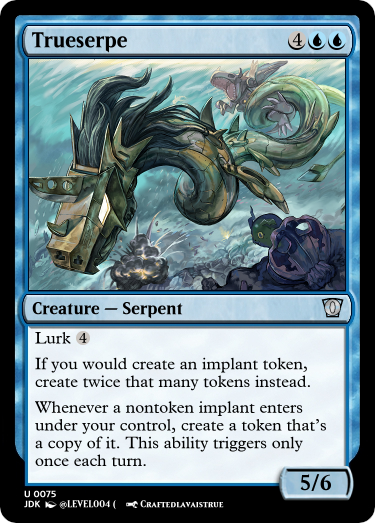 Trueserpe 4
Creature — Serpent
Lurk 4
If you would create an implant token,
create twice that many tokens instead.
Whenever a nontoken implant enters
under your control, create a token that's
a copy of it. This ability triggers only
once each turn.
5/6
U 0075
JDK @LEVEL004 ( CRAFTEDLAVAISTRUE